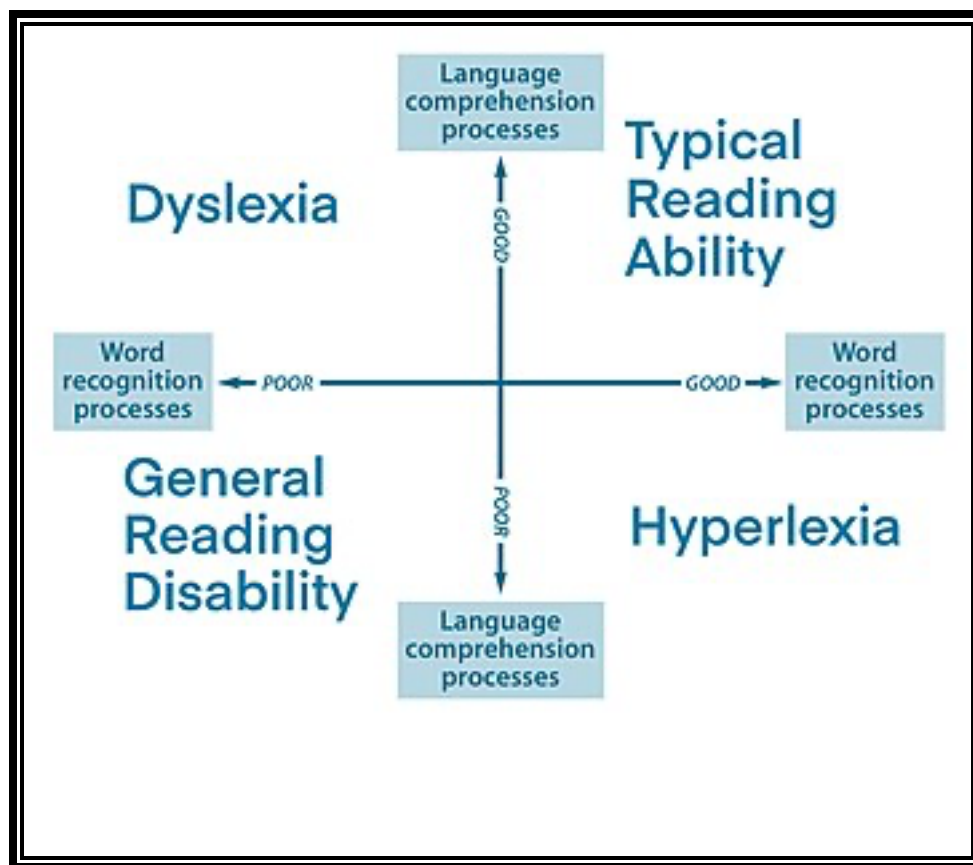 Language
comprehension
processes
Typical
Reading
Ability
Dyslexia
GOOD
Word
recognition
processes
POOR
GOOD
Word
recognition
processes
General
Reading
Disability
POOR
Hyperlexia
Language
comprehension
processes